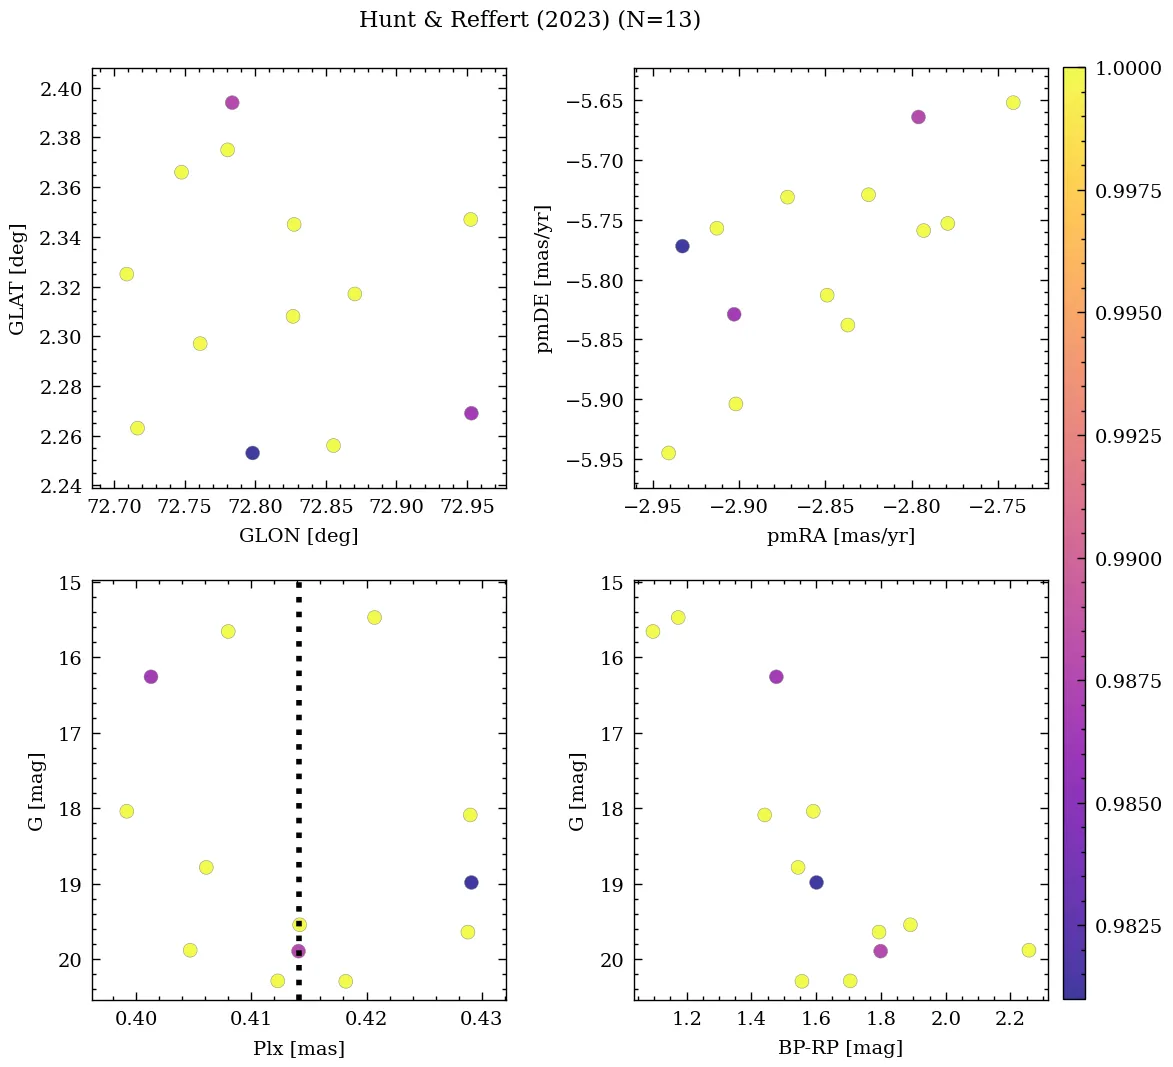 Hunt & Reffert (2023) (N=13)
GLAT [deg]
2.40
2.38
2.36
2.34
2.32
2.30
2.28
2.26
2.24
72.70 72.75 72.80 72.85 72.90 72.95
GLON [deg]
pmDE [mas/yr]
−5.65
−5.70
−5.75
−5.80
−5.85
−5.90
−5.95
−2.95 −2.90 −2.85 −2.80 −2.75
pmRA [mas/yr]
G [mag]
15
16
17
18
19
20
0.40 0.41 0.42 0.43
Plx [mas]
G [mag]
16
17
18
19
20
15
1.2 1.4 1.6 1.8 2.0 2.2
BP-RP [mag]
1.0000
0.9975
0.9950
0.9925
0.9900
0.9875
0.9850
0.9825